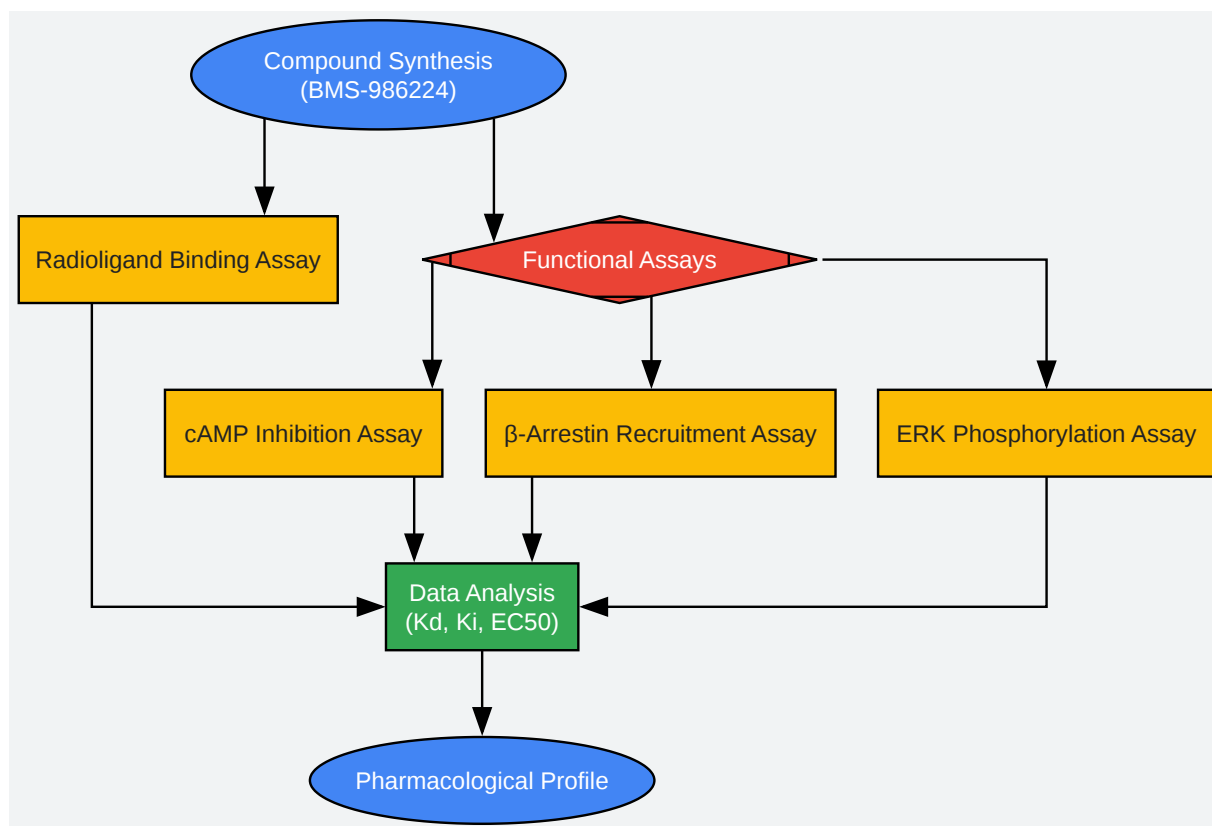 Compound Synthesis
(BMS-986224)
Radioligand Binding Assay
Functional Assays
cAMP Inhibition Assay
β-Arrestin Recruitment Assay
ERK Phosphorylation Assay
Data Analysis
(Kd, Ki, EC50)
Pharmacological Profile